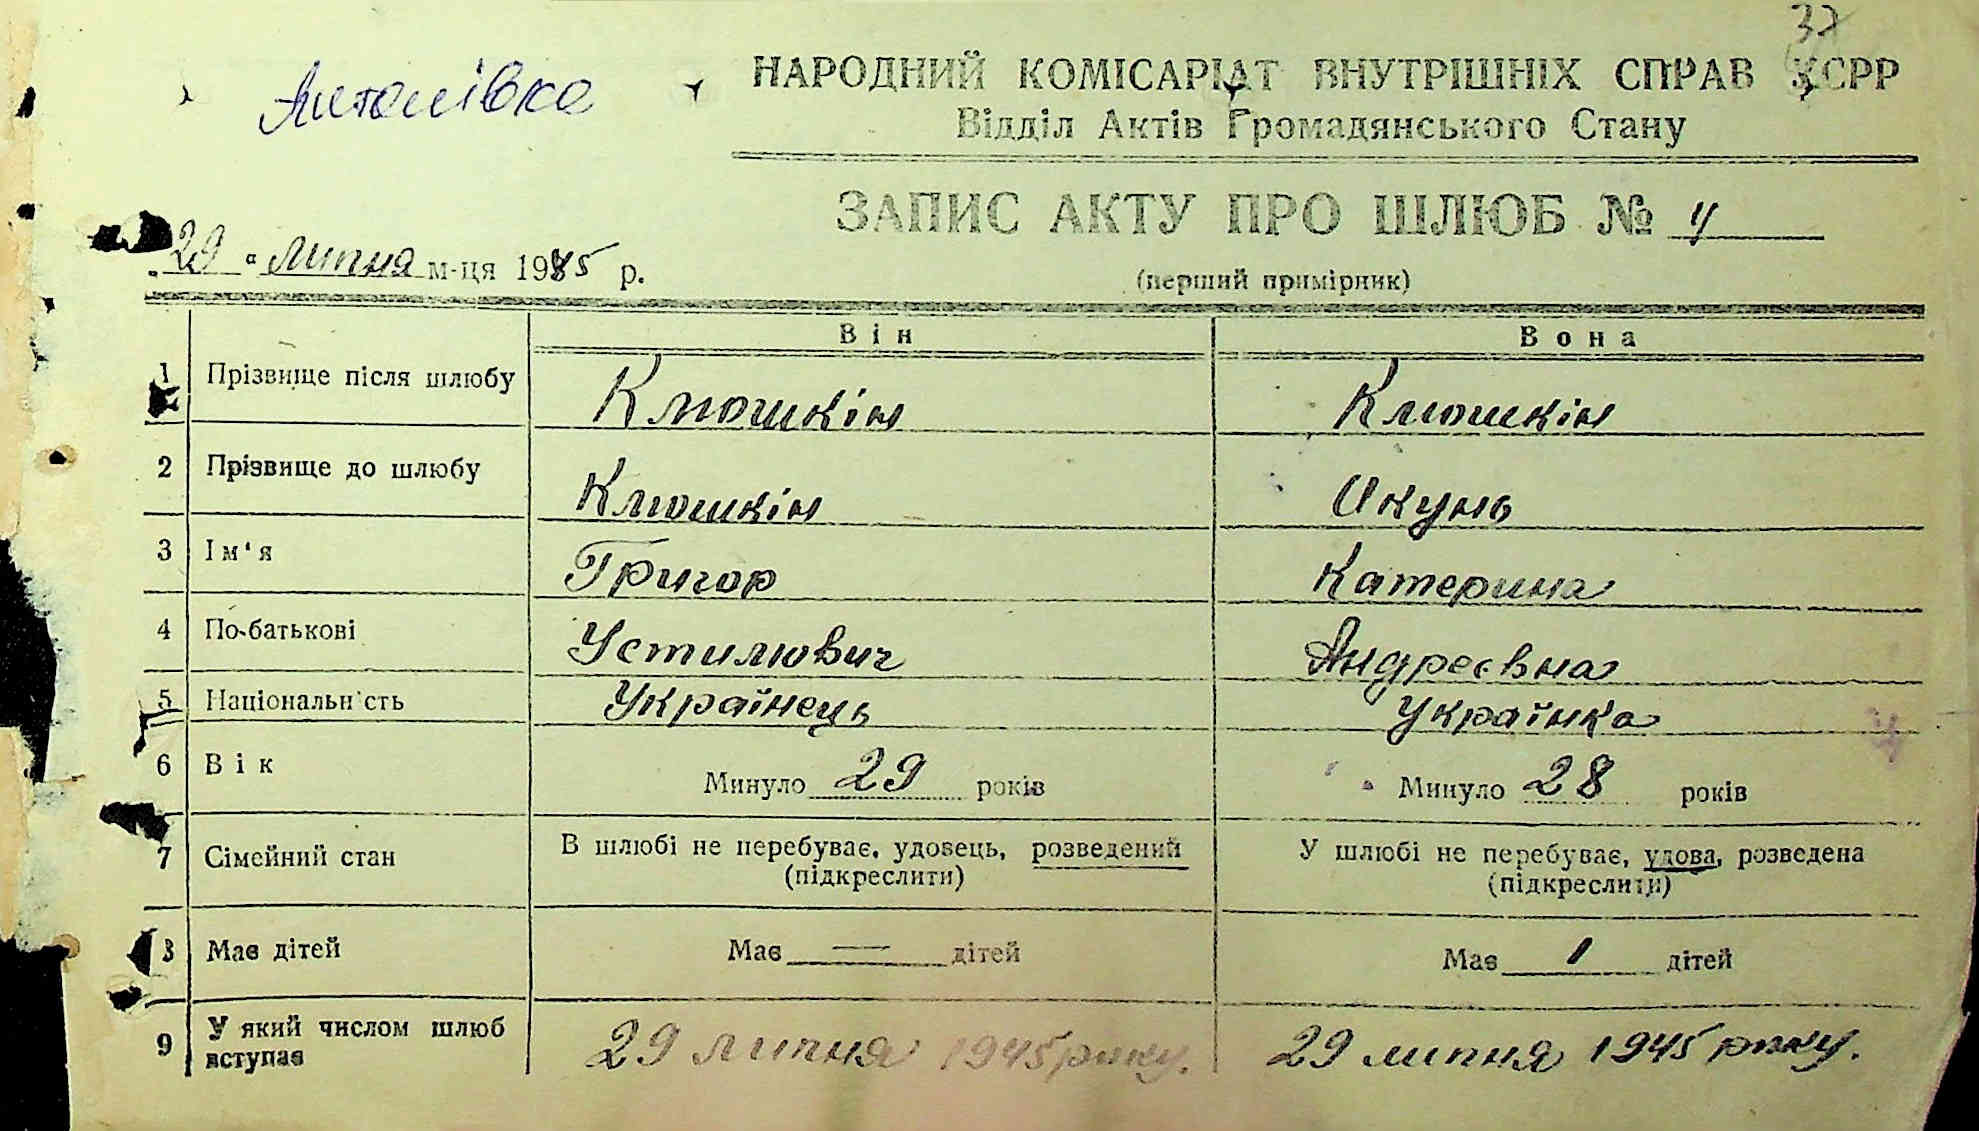 37
Антонівка
НАРОДНИЙ КОМІСАРІАТ ВНУТРІШНІХ СПРАВ УСРР
Відділ Актів Громадянського Стану
ЗАПИС АКТУ ПРО ШЛЮБ № 4
„29“ липня м-ця 1945 р.
(перший примірник)
Він Вона
1 Прізвище після шлюбу Клюшкін Клюшкін
2 Прізвище до шлюбу Клюшкін Якунь
3 Ім'я Григор Катерина
4 По-батькові Устилювич Андреєвна
5 Національність Українець Українка
6 Вік Минуло 29 років Минуло 28 років
7 Сімейний стан В шлюбі не перебуває, удовець, розведений У шлюбі не перебуває, удова, розведена
(підкреслити) (підкреслити)
8 Має дітей Має — дітей Має 1 дітей
9 У який числом шлюб
вступав 29 липня 1945 року. 29 липня 1945 року.